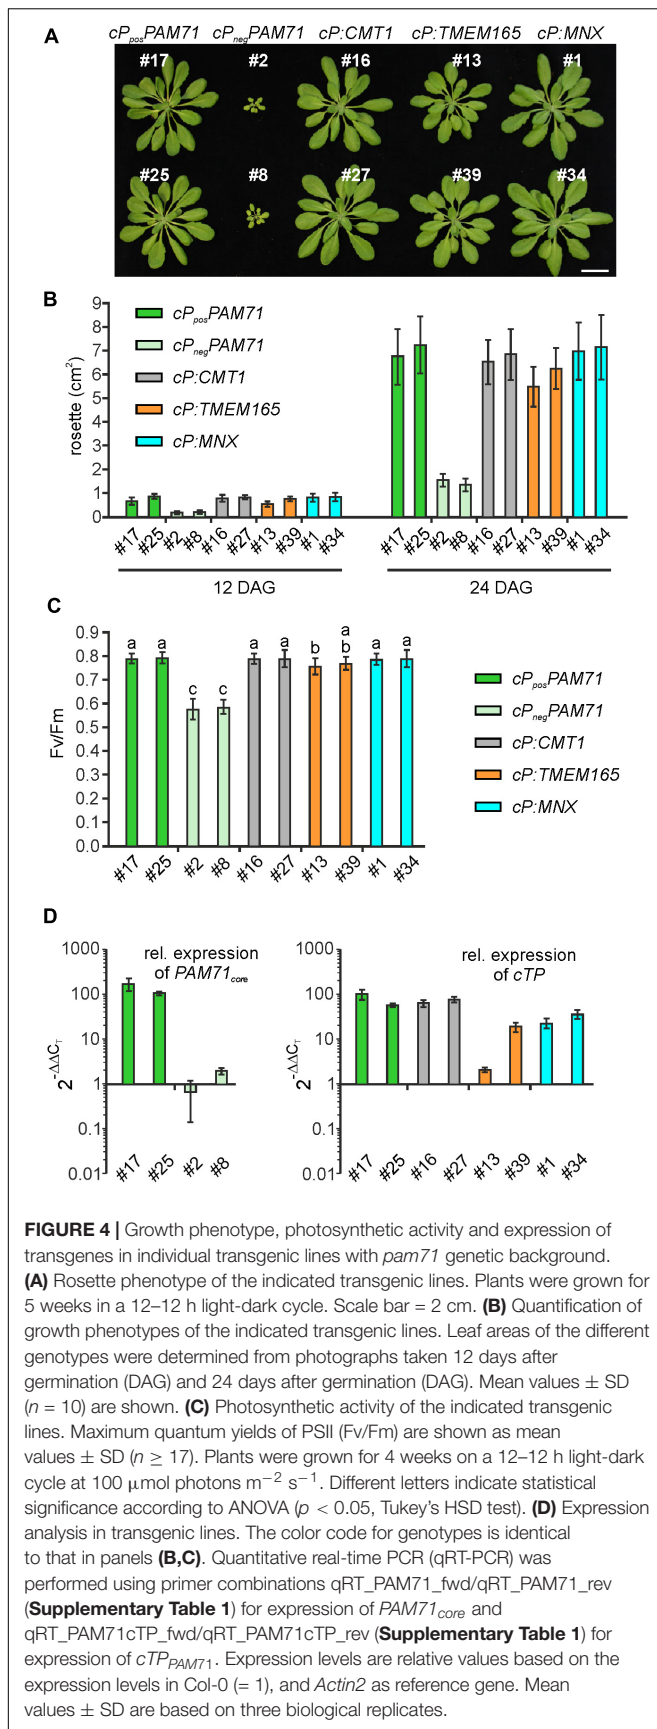 A
cPposPAM71 cPnegPAM71 cP:CMT1 cP:TMEM165 cP:MNX
#17 #2 #16 #13 #1
#25 #8 #27 #39 #34
B
rosette (cm²)
9
8
7
6
5
4
3
2
1
0
cPposPAM71
cPnegPAM71
cP:CMT1
cP:TMEM165
cP:MNX
#17 #25 #2 #8 #16 #27 #13 #39 #1 #34
#17 #25 #2 #8 #16 #27 #13 #39 #1 #34
12 DAG 24 DAG
C
Fv/Fm
0.9
0.8
0.7
0.6
0.5
0.4
0.3
0.2
0.1
0.0
a a c c a a b a b a a
#17 #25 #2 #8 #16 #27 #13 #39 #1 #34
cPposPAM71
cPnegPAM71
cP:CMT1
cP:TMEM165
cP:MNX
D
2-ΔΔCT
1000
100
10
1
0.1
0.01
rel. expression
of PAM71core
#17 #25 #2 #8
2-ΔΔCT
1000
100
10
1
0.1
0.01
rel. expression
of cTP
#17 #25 #16 #27 #13 #39 #1 #34
FIGURE 4 | Growth phenotype, photosynthetic activity and expression of
transgenes in individual transgenic lines with pam71 genetic background.
(A) Rosette phenotype of the indicated transgenic lines. Plants were grown for
5 weeks in a 12–12 h light-dark cycle. Scale bar = 2 cm. (B) Quantification of
growth phenotypes of the indicated transgenic lines. Leaf areas of the different
genotypes were determined from photographs taken 12 days after
germination (DAG) and 24 days after germination (DAG). Mean values ± SD
(n = 10) are shown. (C) Photosynthetic activity of the indicated transgenic
lines. Maximum quantum yields of PSII (Fv/Fm) are shown as mean
values ± SD (n ≥ 17). Plants were grown for 4 weeks on a 12–12 h light-dark
cycle at 100 μmol photons m−2 s−1. Different letters indicate statistical
significance according to ANOVA (p < 0.05, Tukey's HSD test). (D) Expression
analysis in transgenic lines. The color code for genotypes is identical
to that in panels (B,C). Quantitative real-time PCR (qRT-PCR) was
performed using primer combinations qRT_PAM71_fwd/qRT_PAM71_rev
(Supplementary Table 1) for expression of PAM71core and
qRT_PAM71cTP_fwd/qRT_PAM71cTP_rev (Supplementary Table 1) for
expression of cTPPAM71. Expression levels are relative values based on the
expression levels in Col-0 (= 1), and Actin2 as reference gene. Mean
values ± SD are based on three biological replicates.